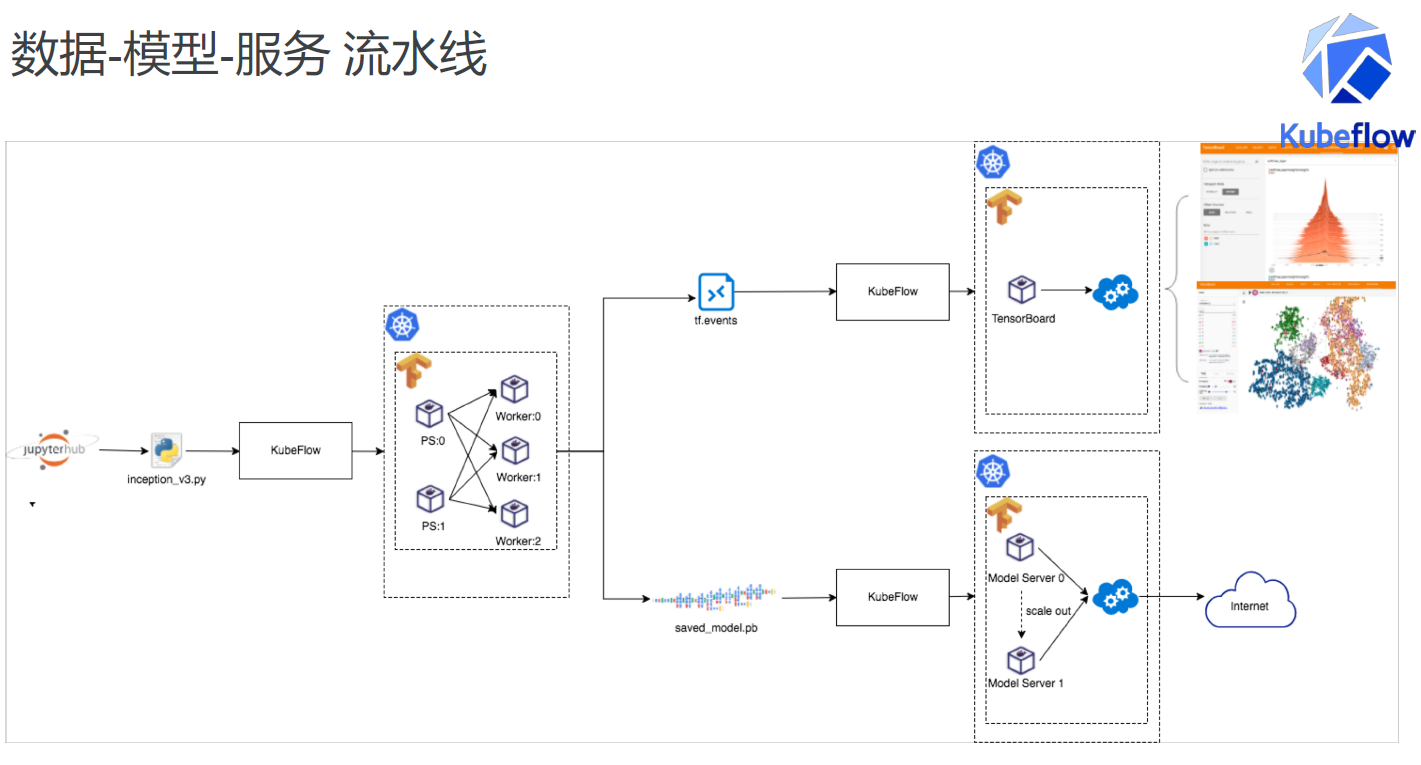 数据-模型-服务 流水线
Kubeflow
jupyterhub
inception_v3.py
KubeFlow
PS:0
PS:1
Worker:0
Worker:1
Worker:2
tf.events
KubeFlow
TensorBoard
saved_model.pb
KubeFlow
Model Server 0
scale out
Model Server 1
Internet